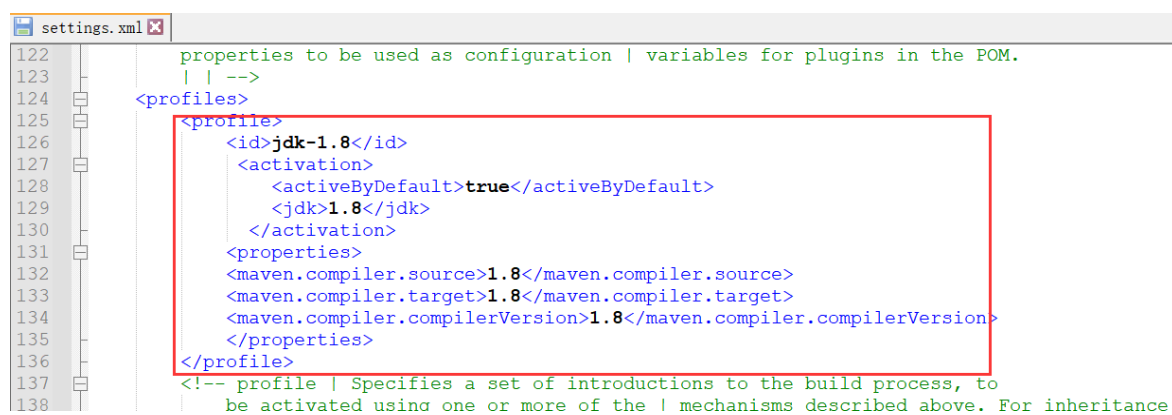 settings.xml
122 properties to be used as configuration | variables for plugins in the POM.
123 | | -->
124 <profiles>
125 <profile>
126 <id>jdk-1.8</id>
127 <activation>
128 <activeByDefault>true</activeByDefault>
129 <jdk>1.8</jdk>
130 </activation>
131 <properties>
132 <maven.compiler.source>1.8</maven.compiler.source>
133 <maven.compiler.target>1.8</maven.compiler.target>
134 <maven.compiler.compilerVersion>1.8</maven.compiler.compilerVersion>
135 </properties>
136 </profile>
137 <!-- profile | Specifies a set of introductions to the build process, to
138 be activated using one or more of the | mechanisms described above. For inheritance